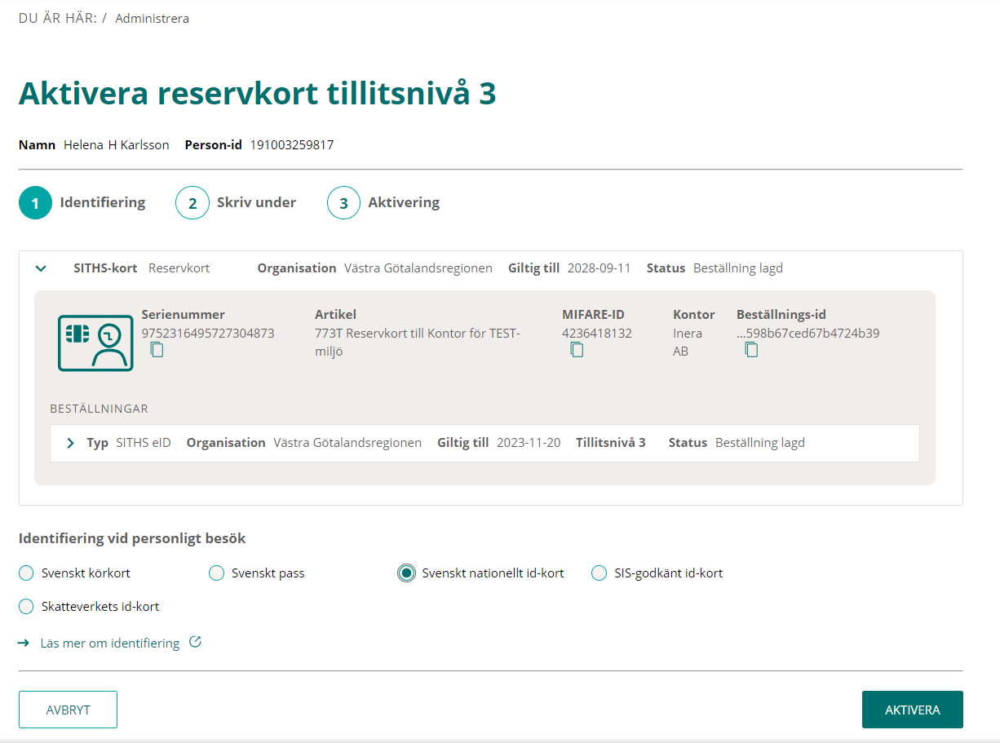 DU ÄR HÄR: / Administrera
Aktivera reservkort tillitsnivå 3
Namn Helena H Karlsson Person-id 191003259817
1 Identifiering 2 Skriv under 3 Aktivering
SITHS-kort Reservkort Organisation Västra Götalandsregionen Giltig till 2028-09-11 Status Beställning lagd
Serienummer Artikel MIFARE-ID Kontor Beställnings-id
9752316495727304873 773T Reservkort till Kontor för TEST- 4236418132 Inera ...598b67ced67b4724b39
miljö AB
BESTÄLLNINGAR
Typ SITHS eID Organisation Västra Götalandsregionen Giltig till 2023-11-20 Tillitsnivå 3 Status Beställning lagd
Identifiering vid personligt besök
Svenskt körkort Svenskt pass Svenskt nationellt id-kort SIS-godkänt id-kort
Skatteverkets id-kort
Läs mer om identifiering
AVBRYT AKTIVERA